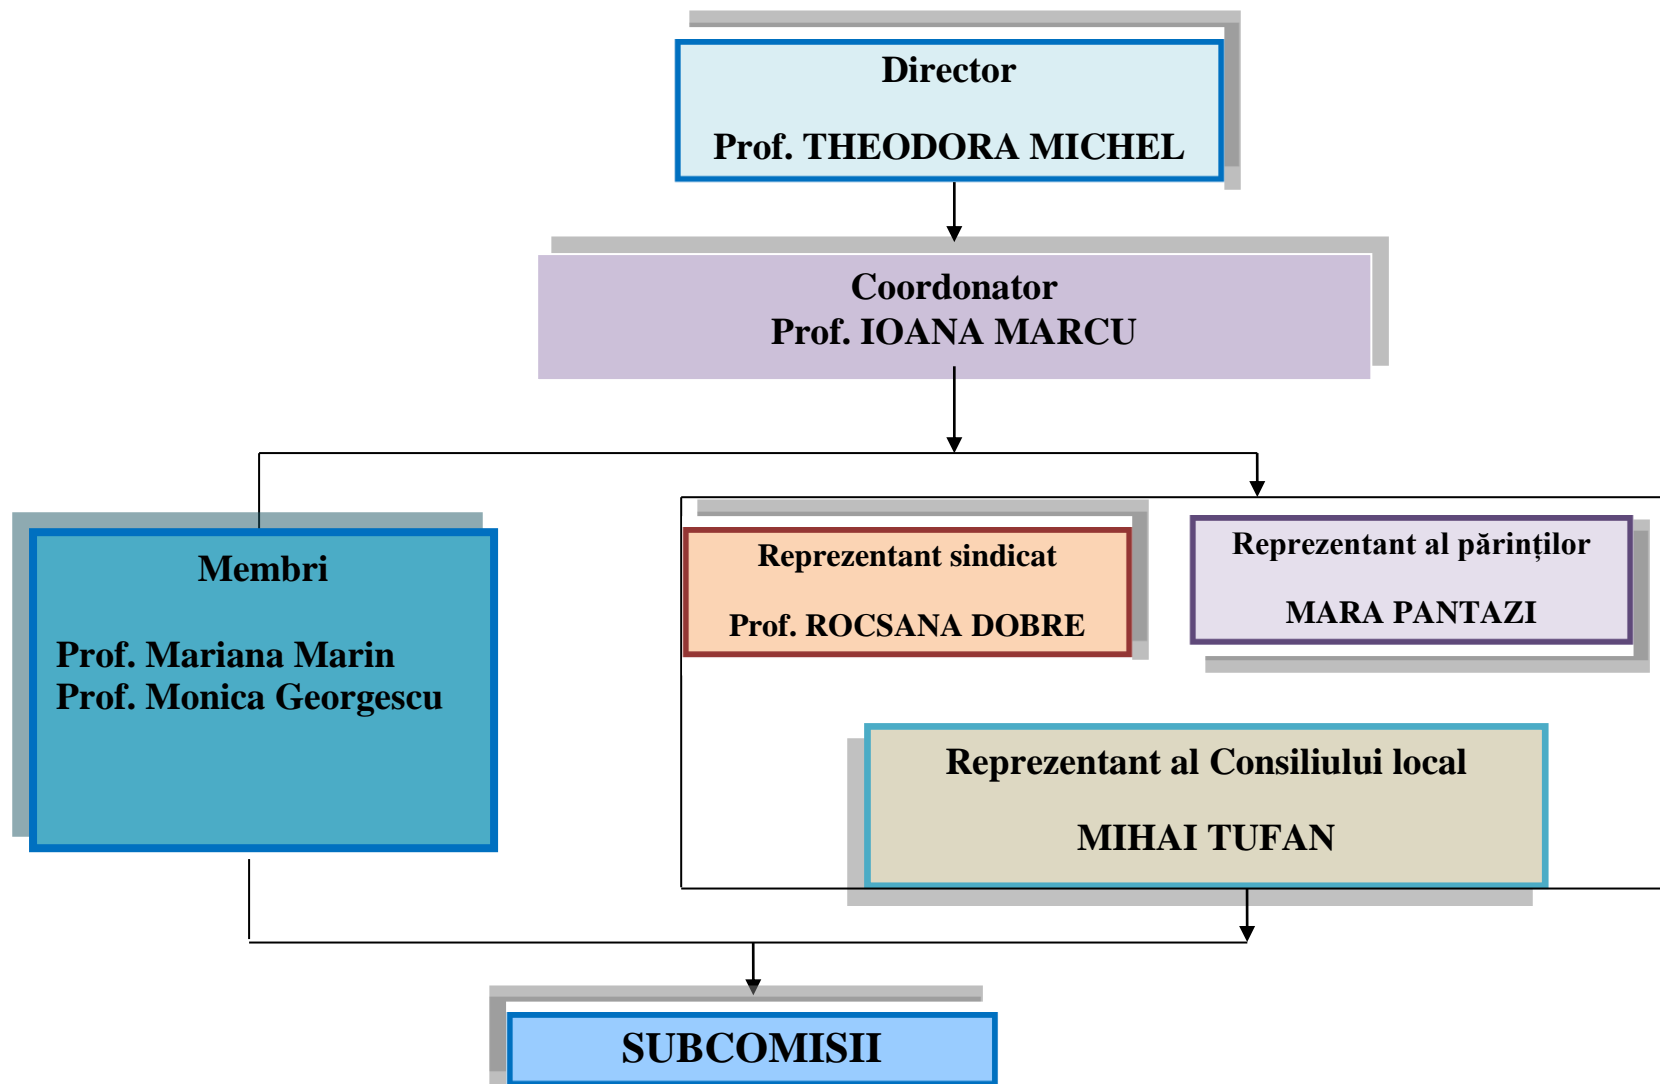 Director
Prof. THEODORA MICHEL
Coordonator
Prof. IOANA MARCU
Membri
Prof. Mariana Marin
Prof. Monica Georgescu
Reprezentant sindicat
Prof. ROCSANA DOBRE
Reprezentant al părinților
MARA PANTAZI
Reprezentant al Consiliului local
MIHAI TUFAN
SUBCOMISII